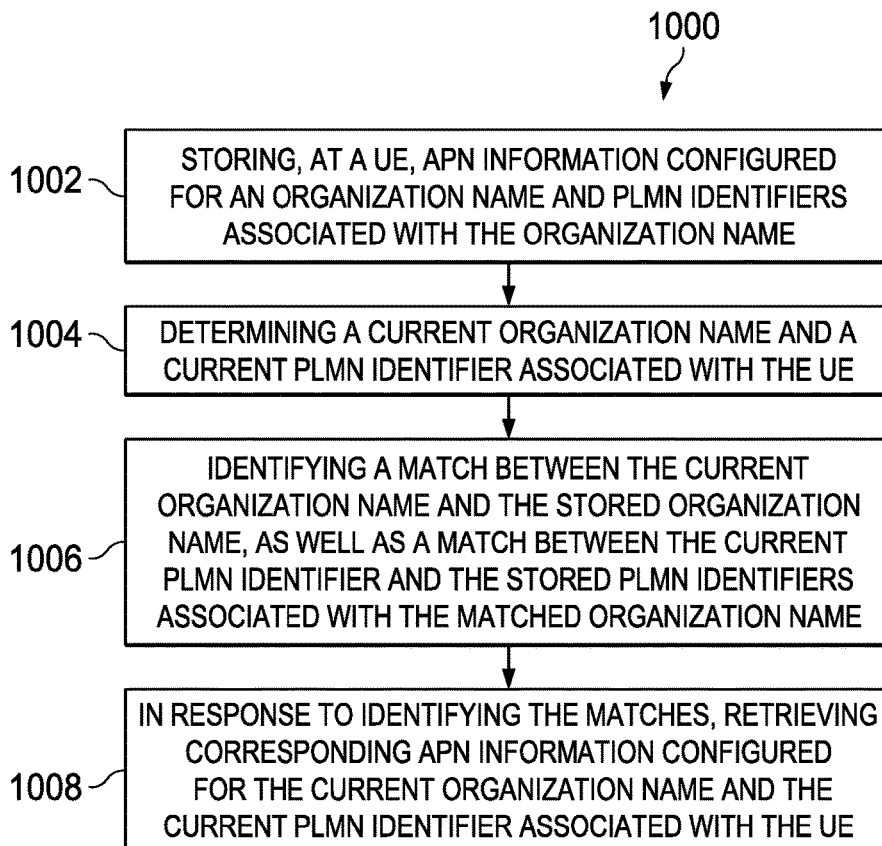 1000
1002
STORING, AT A UE, APN INFORMATION CONFIGURED
FOR AN ORGANIZATION NAME AND PLMN IDENTIFIERS
ASSOCIATED WITH THE ORGANIZATION NAME
1004
DETERMINING A CURRENT ORGANIZATION NAME AND A
CURRENT PLMN IDENTIFIER ASSOCIATED WITH THE UE
1006
IDENTIFYING A MATCH BETWEEN THE CURRENT
ORGANIZATION NAME AND THE STORED ORGANIZATION
NAME, AS WELL AS A MATCH BETWEEN THE CURRENT
PLMN IDENTIFIER AND THE STORED PLMN IDENTIFIERS
ASSOCIATED WITH THE MATCHED ORGANIZATION NAME
1008
IN RESPONSE TO IDENTIFYING THE MATCHES, RETRIEVING
CORRESPONDING APN INFORMATION CONFIGURED
FOR THE CURRENT ORGANIZATION NAME AND THE
CURRENT PLMN IDENTIFIER ASSOCIATED WITH THE UE